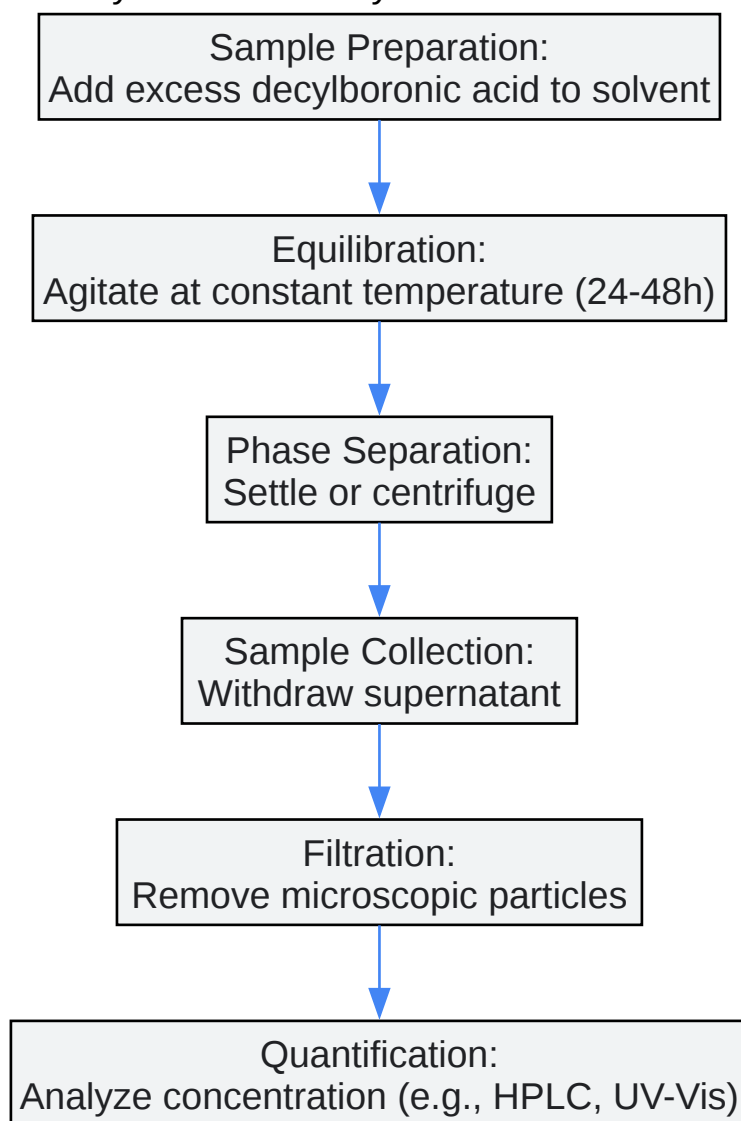 Sample Preparation:
Add excess decylboronic acid to solvent
Equilibration:
Agitate at constant temperature (24-48h)
Phase Separation:
Settle or centrifuge
Sample Collection:
Withdraw supernatant
Filtration:
Remove microscopic particles
Quantification:
Analyze concentration (e.g., HPLC, UV-Vis)